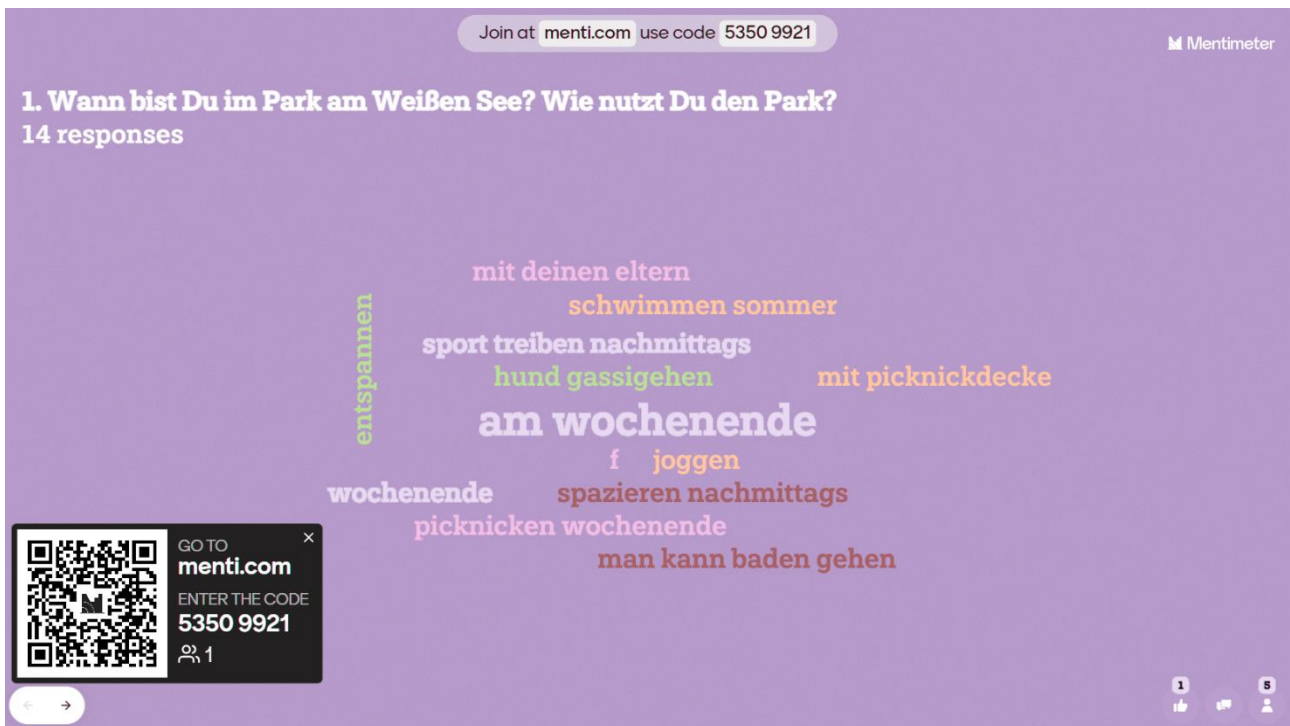 Join at menti.com use code 5350 9921
Mentimeter
1. Wann bist Du im Park am Weißen See? Wie nutzt Du den Park?
14 responses
mit deinen eltern
schwimmen sommer
entspannen
sport treiben nachmittags
hund gassigehen
mit picknickdecke
am wochenende
f
joggen
wochenende
spazieren nachmittags
picknicken wochenende
man kann baden gehen
GO TO
menti.com
ENTER THE CODE
5350 9921
1
1
5